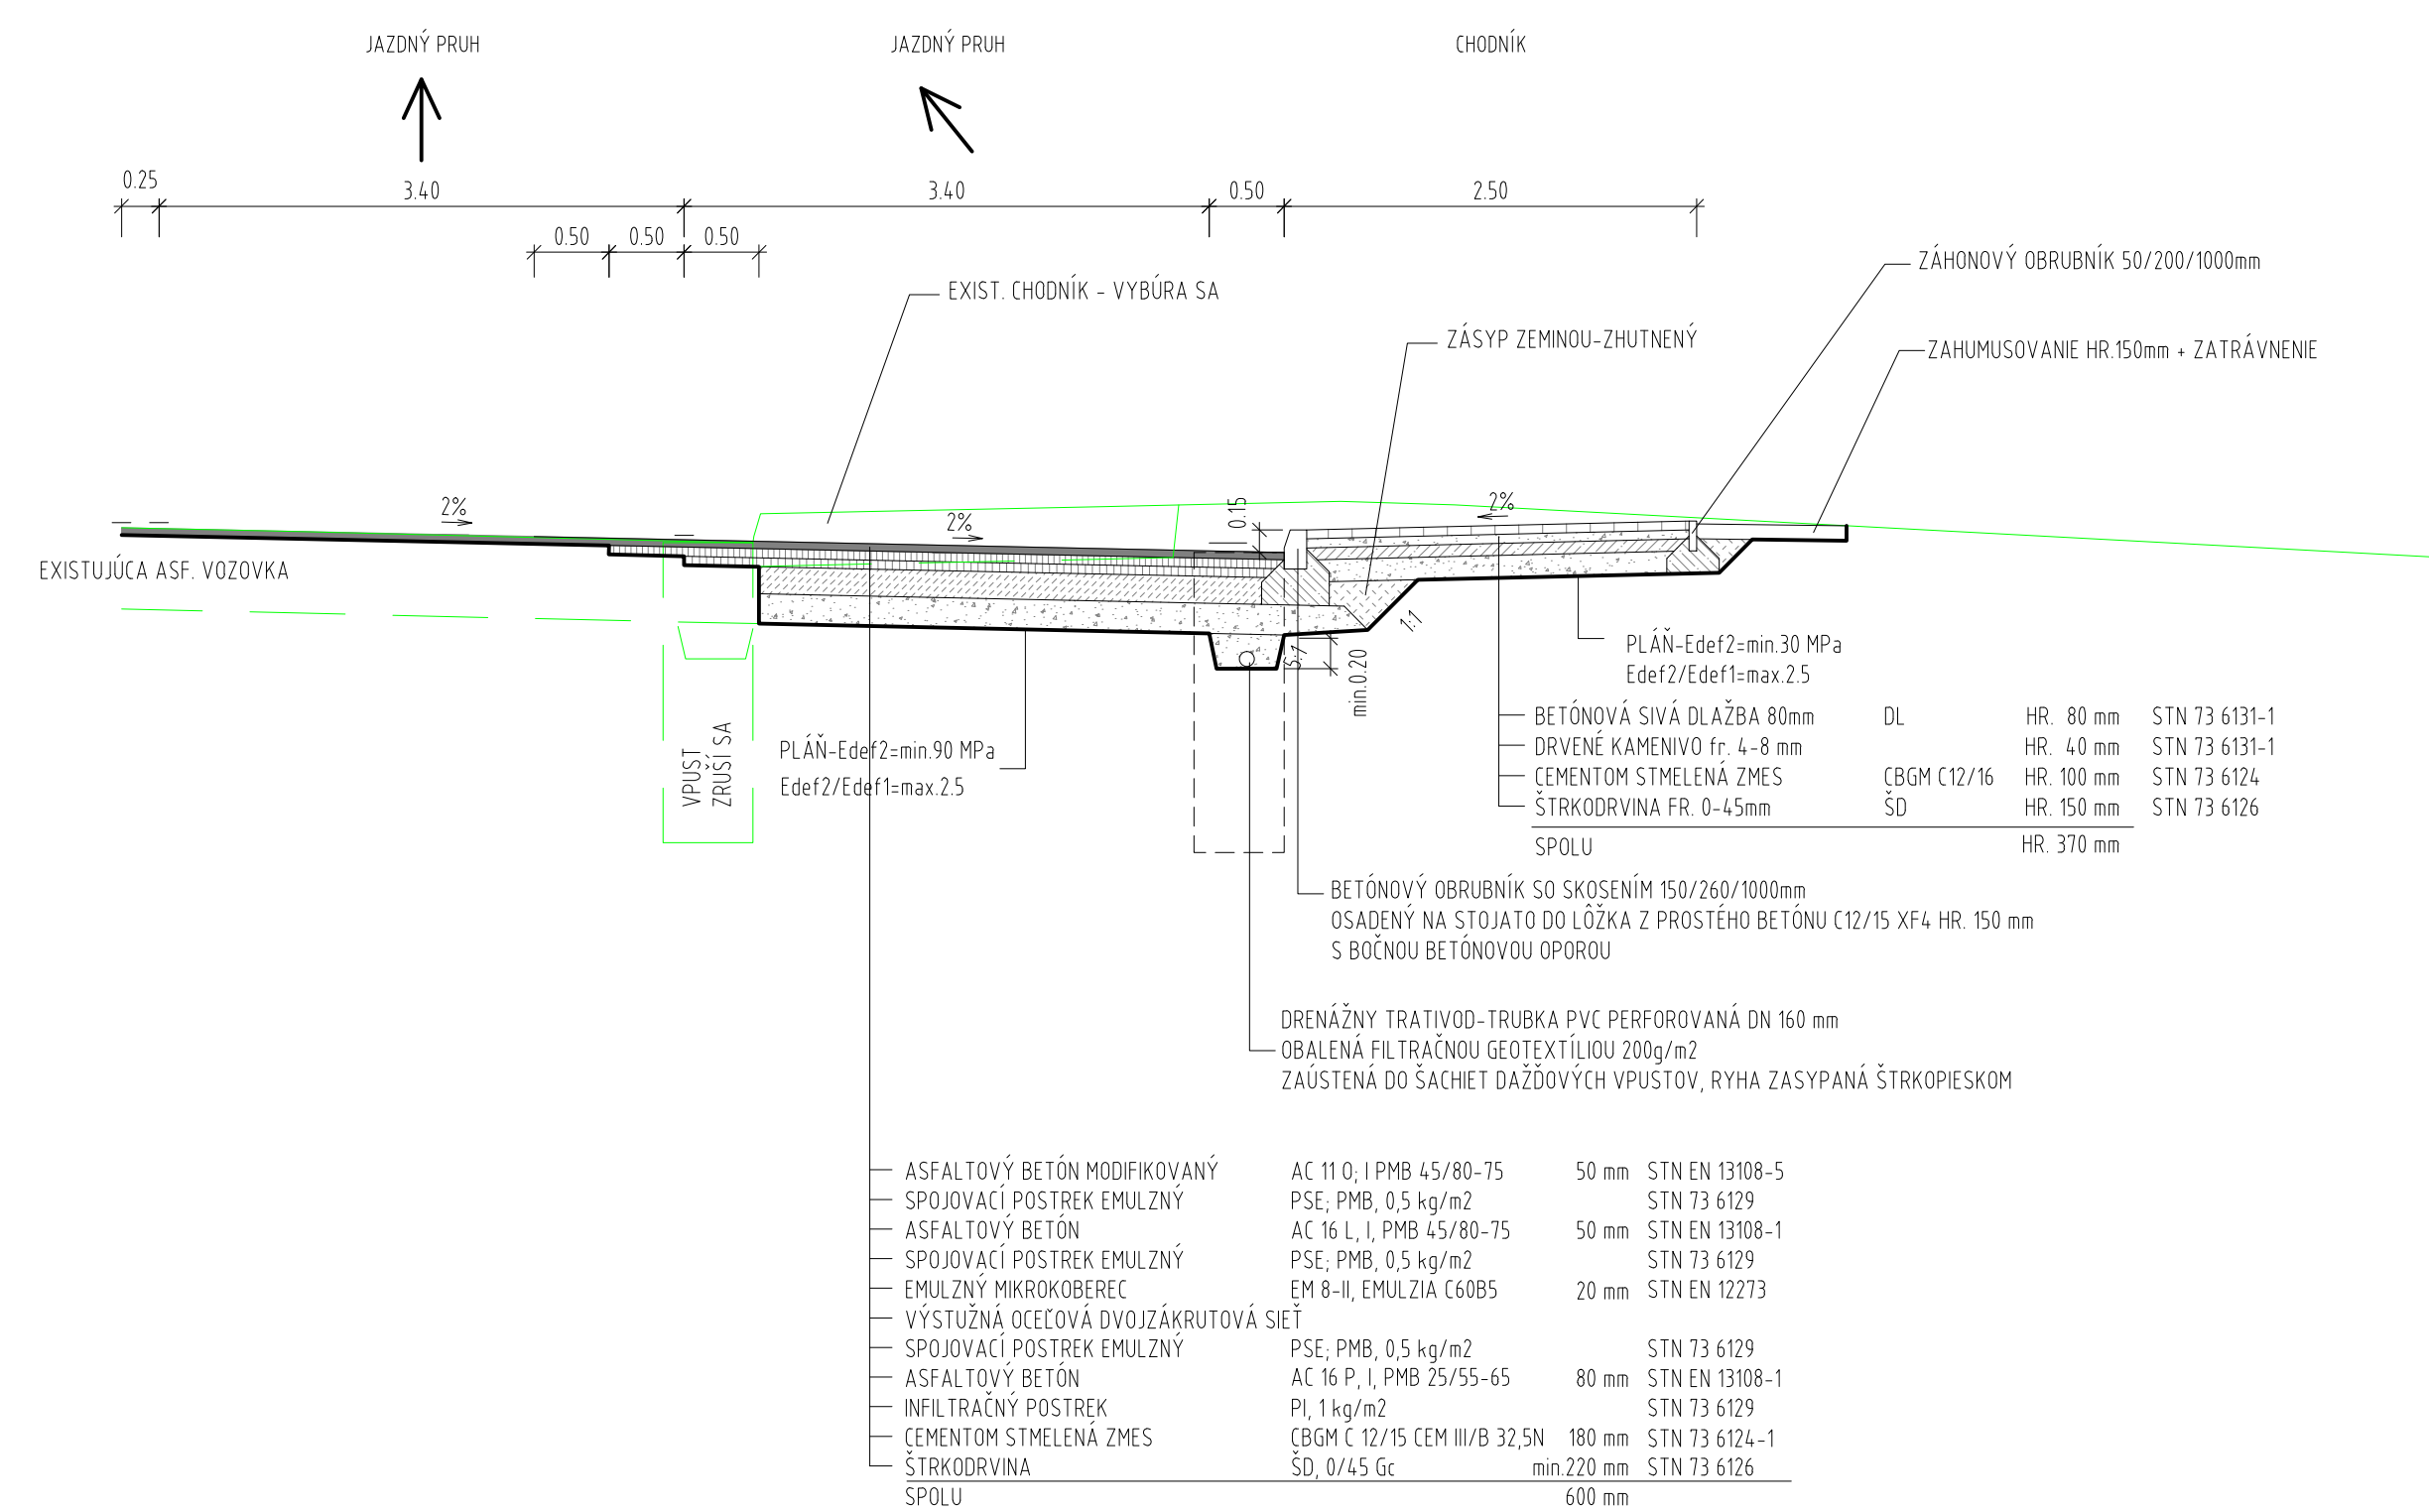 JAZDNÝ PRUH JAZDNÝ PRUH CHODNÍK
0.25 3.40 3.40 0.50 2.50
0.50 0.50 0.50
ZÁHONOVÝ OBRUBNÍK 50/200/1000mm
EXIST. CHODNÍK - VYBÚRA SA
ZÁSYP ZEMINOU-ZHUTNENÝ
ZAHUMUSOVANIE HR.150mm + ZATRÁVNENIE
2% 2% 0.15 2%
EXISTUJÚCA ASF. VOZOVKA
1:1
5:1
min.0.20
PLÁŇ-Edef2=min.30 MPa
Edef2/Edef1=max.2.5
VPUST
ZRUŠÍ SA
PLÁŇ-Edef2=min.90 MPa
Edef2/Edef1=max.2.5
BETÓNOVÁ SIVÁ DLAŽBA 80mm DL HR. 80 mm STN 73 6131-1
DRVENÉ KAMENIVO fr. 4-8 mm HR. 40 mm STN 73 6131-1
CEMENTOM STMELENÁ ZMES CBGM C12/16 HR. 100 mm STN 73 6124
ŠTRKODRVINA FR. 0-45mm ŠD HR. 150 mm STN 73 6126
SPOLU HR. 370 mm
BETÓNOVÝ OBRUBNÍK SO SKOSENÍM 150/260/1000mm
OSADENÝ NA STOJATO DO LÔŽKA Z PROSTÉHO BETÓNU C12/15 XF4 HR. 150 mm
S BOČNOU BETÓNOVOU OPOROU
DRENÁŽNY TRATIVOD-TRUBKA PVC PERFOROVANÁ DN 160 mm
OBALENÁ FILTRAČNOU GEOTEXTÍLIOU 200g/m2
ZAÚSTENÁ DO ŠACHIET DAŽĎOVÝCH VPUSTOV, RYHA ZASYPANÁ ŠTRKOPIESKOM
ASFALTOVÝ BETÓN MODIFIKOVANÝ AC 11 O; I PMB 45/80-75 50 mm STN EN 13108-5
SPOJOVACÍ POSTREK EMULZNÝ PSE; PMB, 0,5 kg/m2 STN 73 6129
ASFALTOVÝ BETÓN AC 16 L, I, PMB 45/80-75 50 mm STN EN 13108-1
SPOJOVACÍ POSTREK EMULZNÝ PSE; PMB, 0,5 kg/m2 STN 73 6129
EMULZNÝ MIKROKOBEREC EM 8-II, EMULZIA C60B5 20 mm STN EN 12273
VÝSTUŽNÁ OCEĽOVÁ DVOJZÁKRUTOVÁ SIEŤ
SPOJOVACÍ POSTREK EMULZNÝ PSE; PMB, 0,5 kg/m2 STN 73 6129
ASFALTOVÝ BETÓN AC 16 P, I, PMB 25/55-65 80 mm STN EN 13108-1
INFILTRAČNÝ POSTREK PI, 1 kg/m2 STN 73 6129
CEMENTOM STMELENÁ ZMES CBGM C 12/15 CEM III/B 32,5N 180 mm STN 73 6124-1
ŠTRKODRVINA ŠD, 0/45 Gc min.220 mm STN 73 6126
SPOLU 600 mm